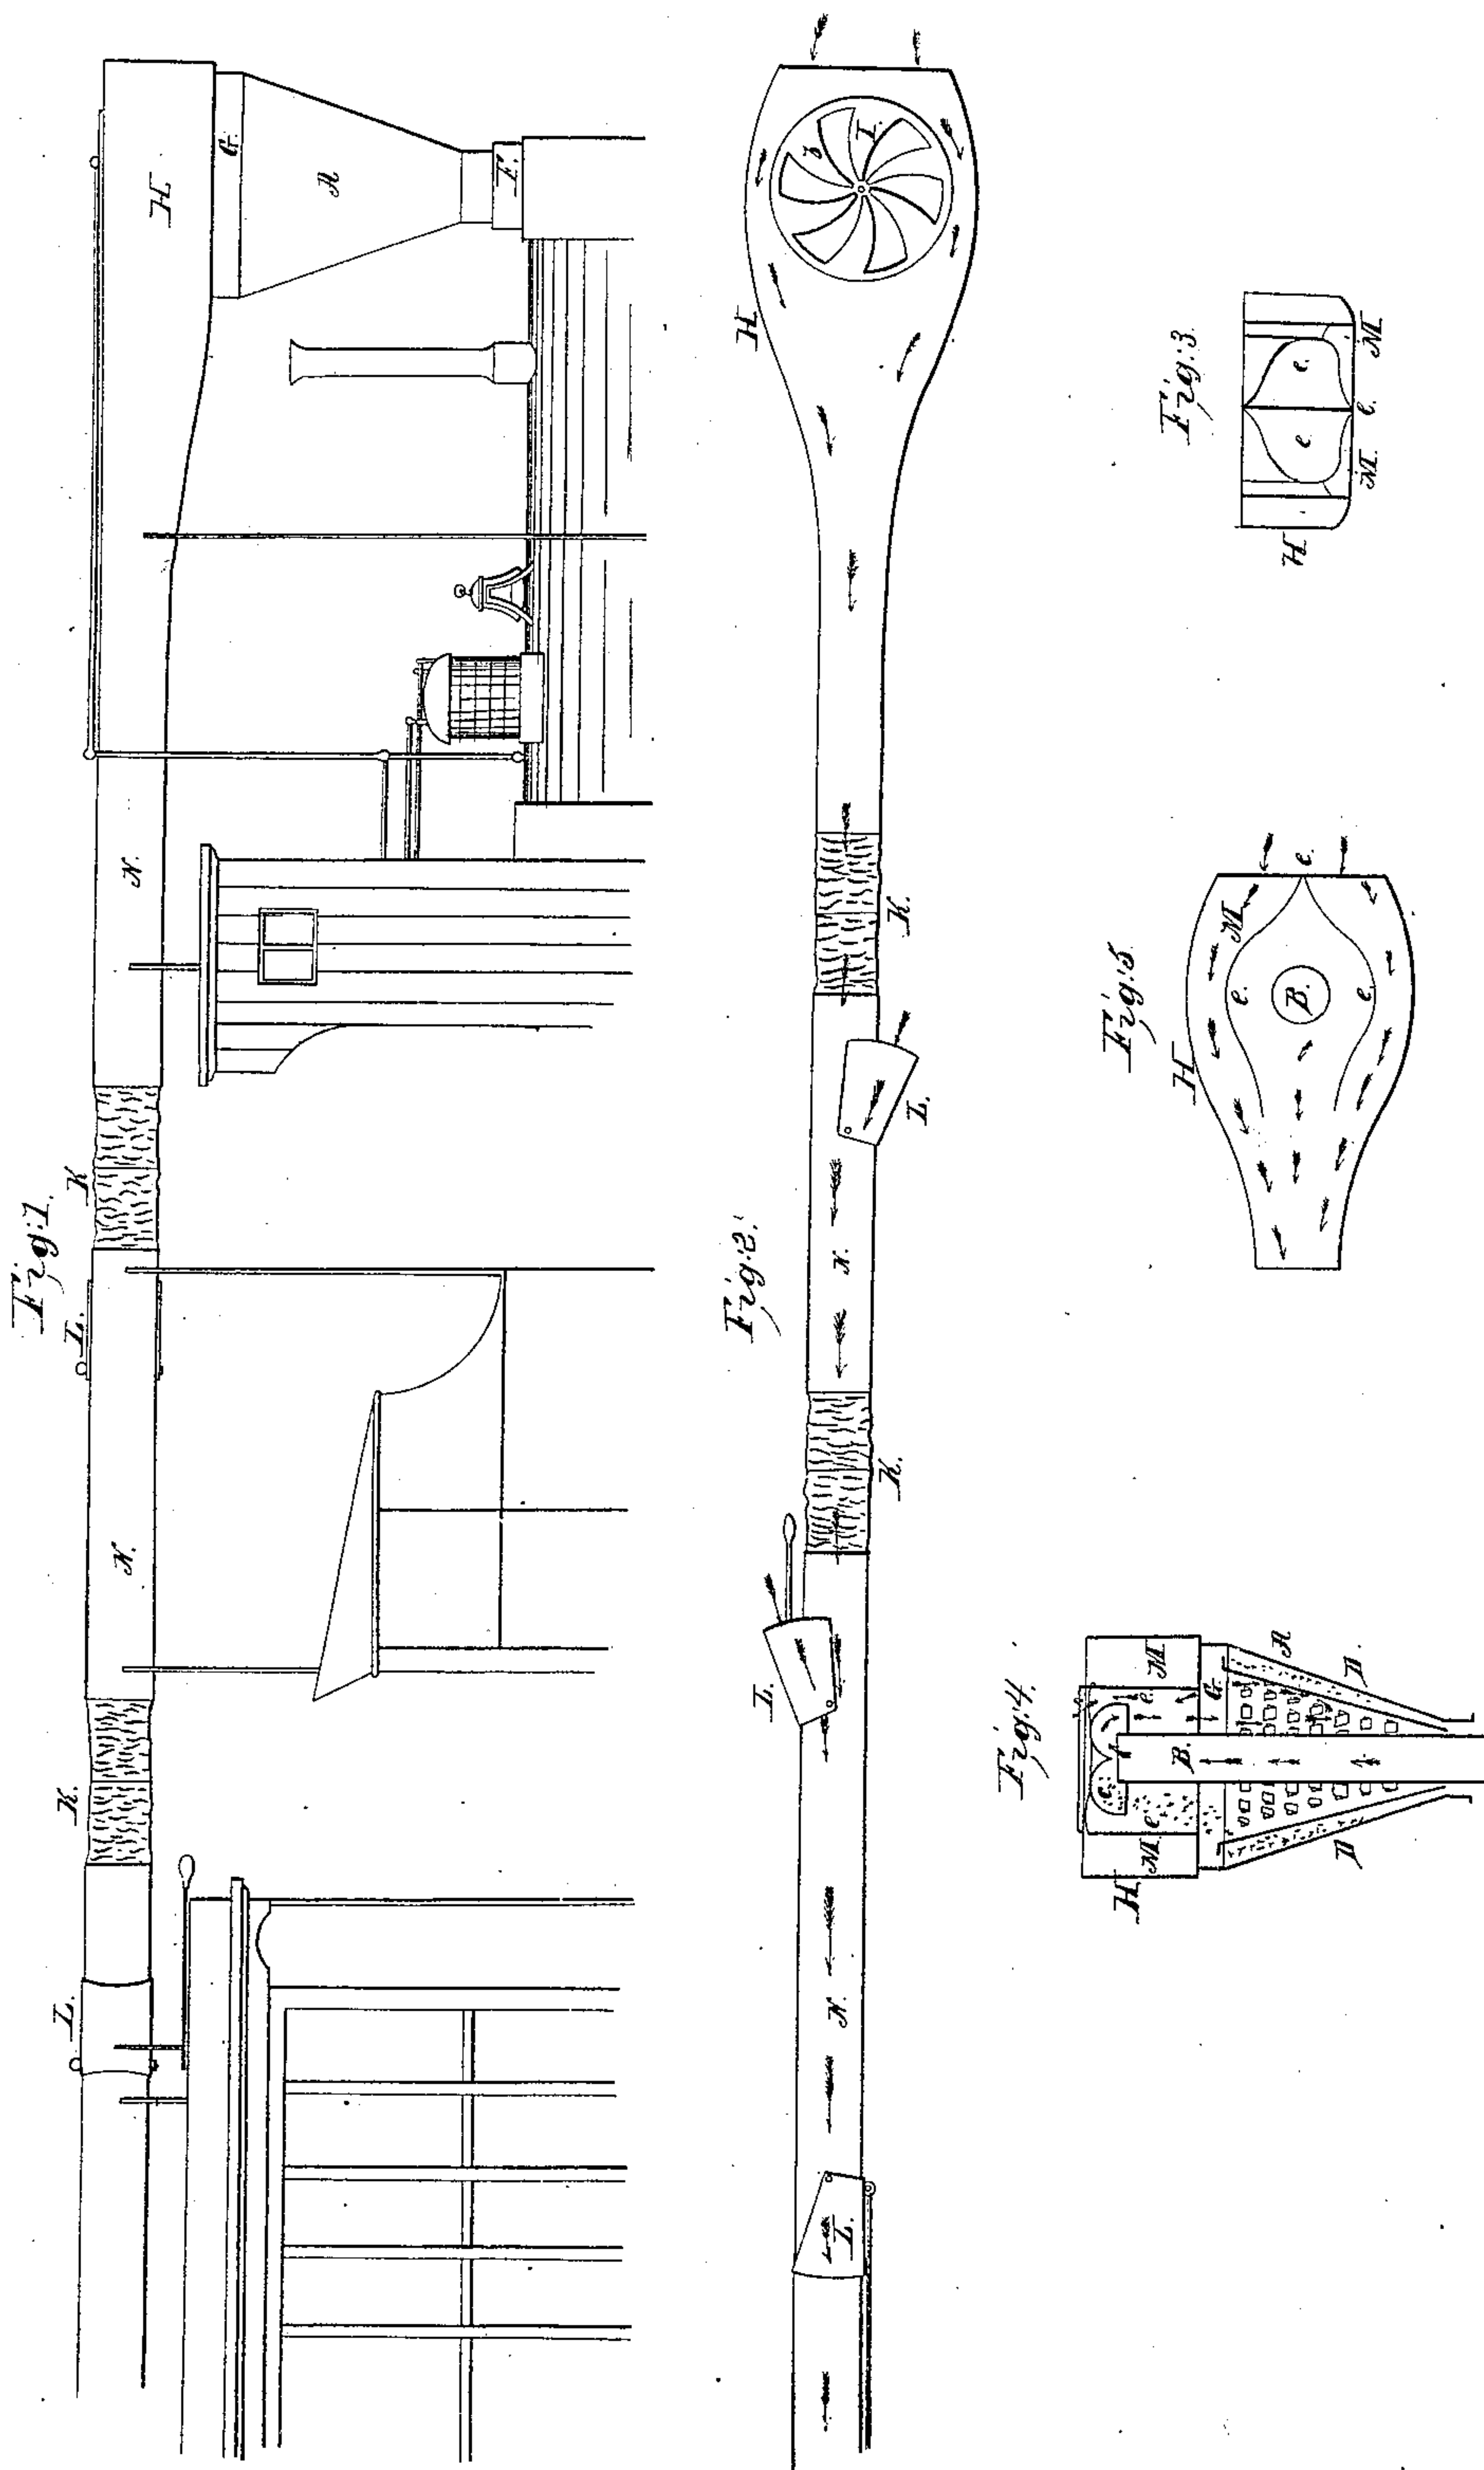 Fig:1.
H
G.
A
F.
N.
K
L.
N.
K.
L.
Fig:2.
H
I.
K.
L.
N.
K.
L.
N.
L.
Fig:3.
H
M.
M
e.
e
e.
Fig:4.
H
M.
M
e
e.
B.
G.
A
D
D.
Fig:5.
H
M
e.
e.
e.
B.